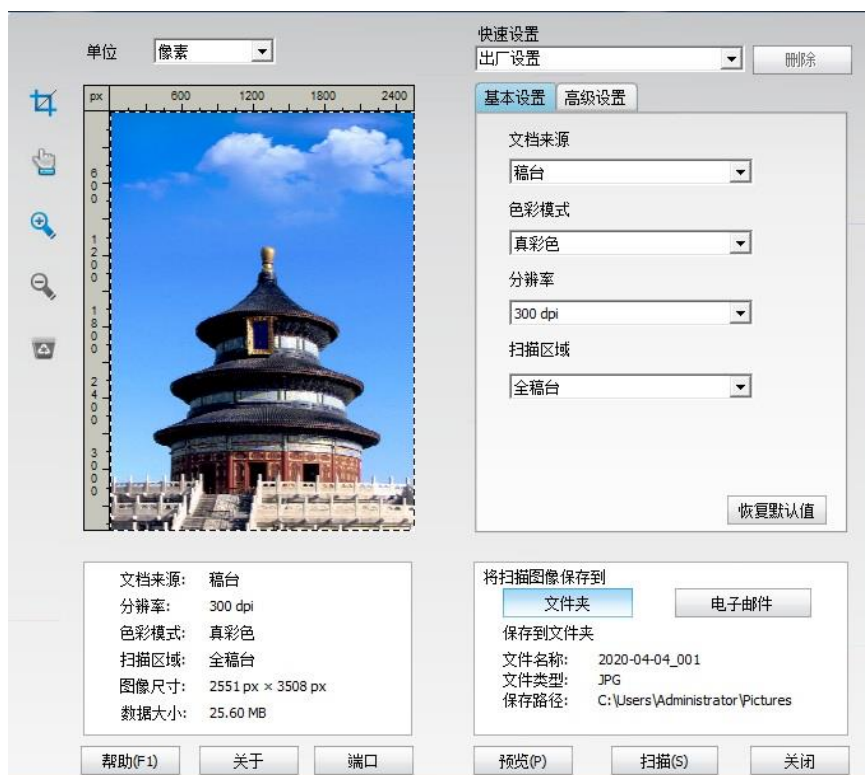 单位 像素
快速设置
出厂设置 删除
px 600 1200 1800 2400
600
1200
1800
2400
3000
基本设置 高级设置
文档来源
稿台
色彩模式
真彩色
分辨率
300 dpi
扫描区域
全稿台
恢复默认值
文档来源: 稿台
分辨率: 300 dpi
色彩模式: 真彩色
扫描区域: 全稿台
图像尺寸: 2551 px × 3508 px
数据大小: 25.60 MB
将扫描图像保存到
文件夹 电子邮件
保存到文件夹
文件名称: 2020-04-04_001
文件类型: JPG
保存路径: C:\Users\Administrator\Pictures
帮助(F1) 关于 端口 预览(P) 扫描(S) 关闭